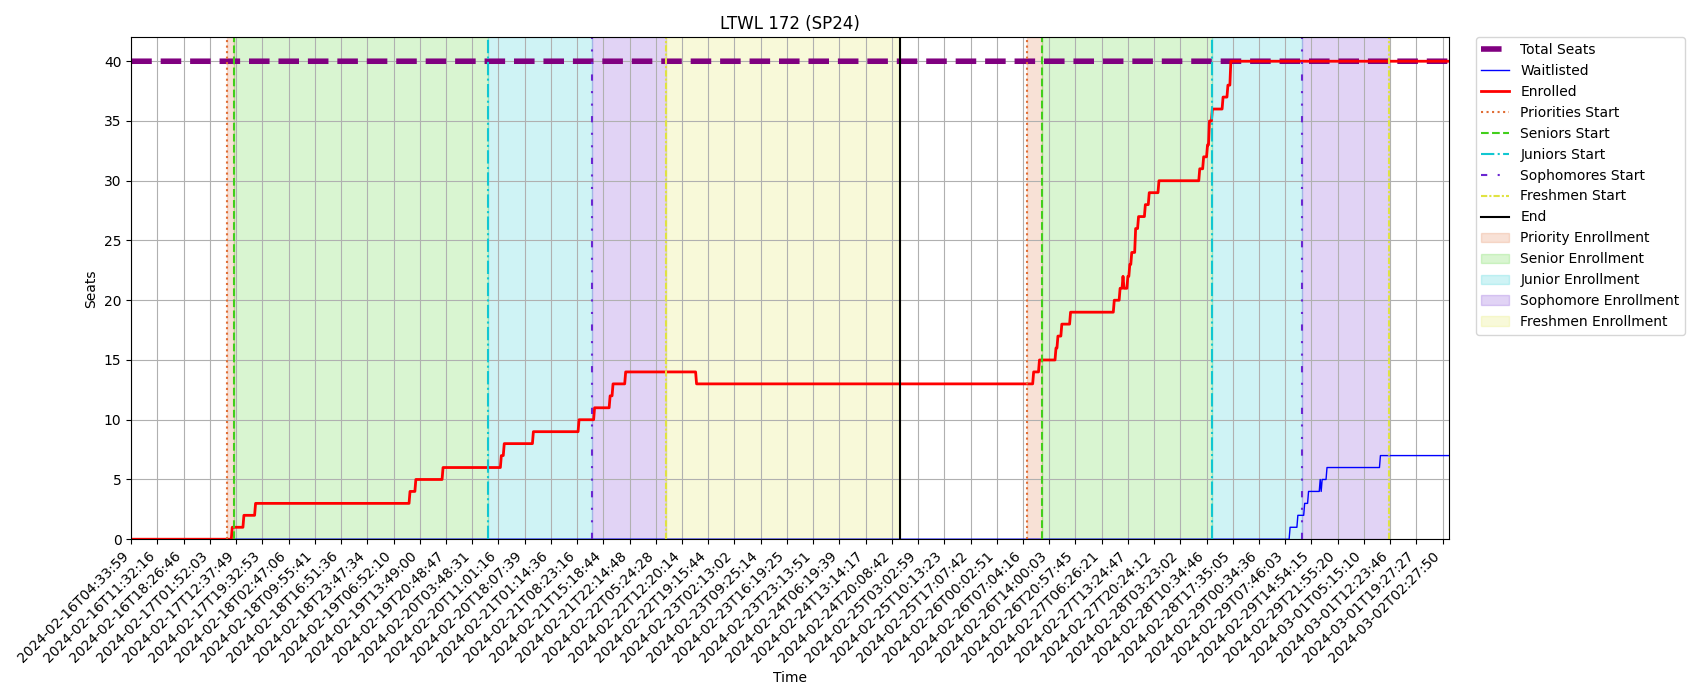 LTWL 172 (SP24)
Total Seats
Waitlisted
Enrolled
Priorities Start
Seniors Start
Juniors Start
Sophomores Start
Freshmen Start
End
Priority Enrollment
Senior Enrollment
Junior Enrollment
Sophomore Enrollment
Freshmen Enrollment
Seats
40
35
30
25
20
15
10
5
0
2024-02-16T04:33:59
2024-02-16T11:32:16
2024-02-16T18:26:46
2024-02-17T01:52:03
2024-02-17T12:37:49
2024-02-17T19:32:53
2024-02-18T02:47:06
2024-02-18T09:55:41
2024-02-18T16:51:36
2024-02-18T23:47:34
2024-02-19T06:52:10
2024-02-19T13:49:00
2024-02-19T20:48:47
2024-02-20T03:48:31
2024-02-20T11:01:16
2024-02-20T18:07:39
2024-02-21T01:14:36
2024-02-21T08:23:16
2024-02-21T15:18:44
2024-02-21T22:14:48
2024-02-22T05:24:28
2024-02-22T12:20:14
2024-02-22T19:15:44
2024-02-23T02:13:02
2024-02-23T09:25:14
2024-02-23T16:19:25
2024-02-23T23:13:51
2024-02-24T06:19:39
2024-02-24T13:14:17
2024-02-24T20:08:42
2024-02-25T03:02:59
2024-02-25T10:13:23
2024-02-25T17:07:42
2024-02-26T00:02:51
2024-02-26T07:04:16
2024-02-26T14:00:03
2024-02-26T20:57:45
2024-02-27T06:26:21
2024-02-27T13:24:47
2024-02-27T20:24:12
2024-02-28T03:23:02
2024-02-28T10:34:46
2024-02-28T17:35:05
2024-02-29T00:34:36
2024-02-29T07:46:03
2024-02-29T14:54:15
2024-02-29T21:55:20
2024-03-01T05:15:10
2024-03-01T12:23:46
2024-03-01T19:27:27
2024-03-02T02:27:50
Time